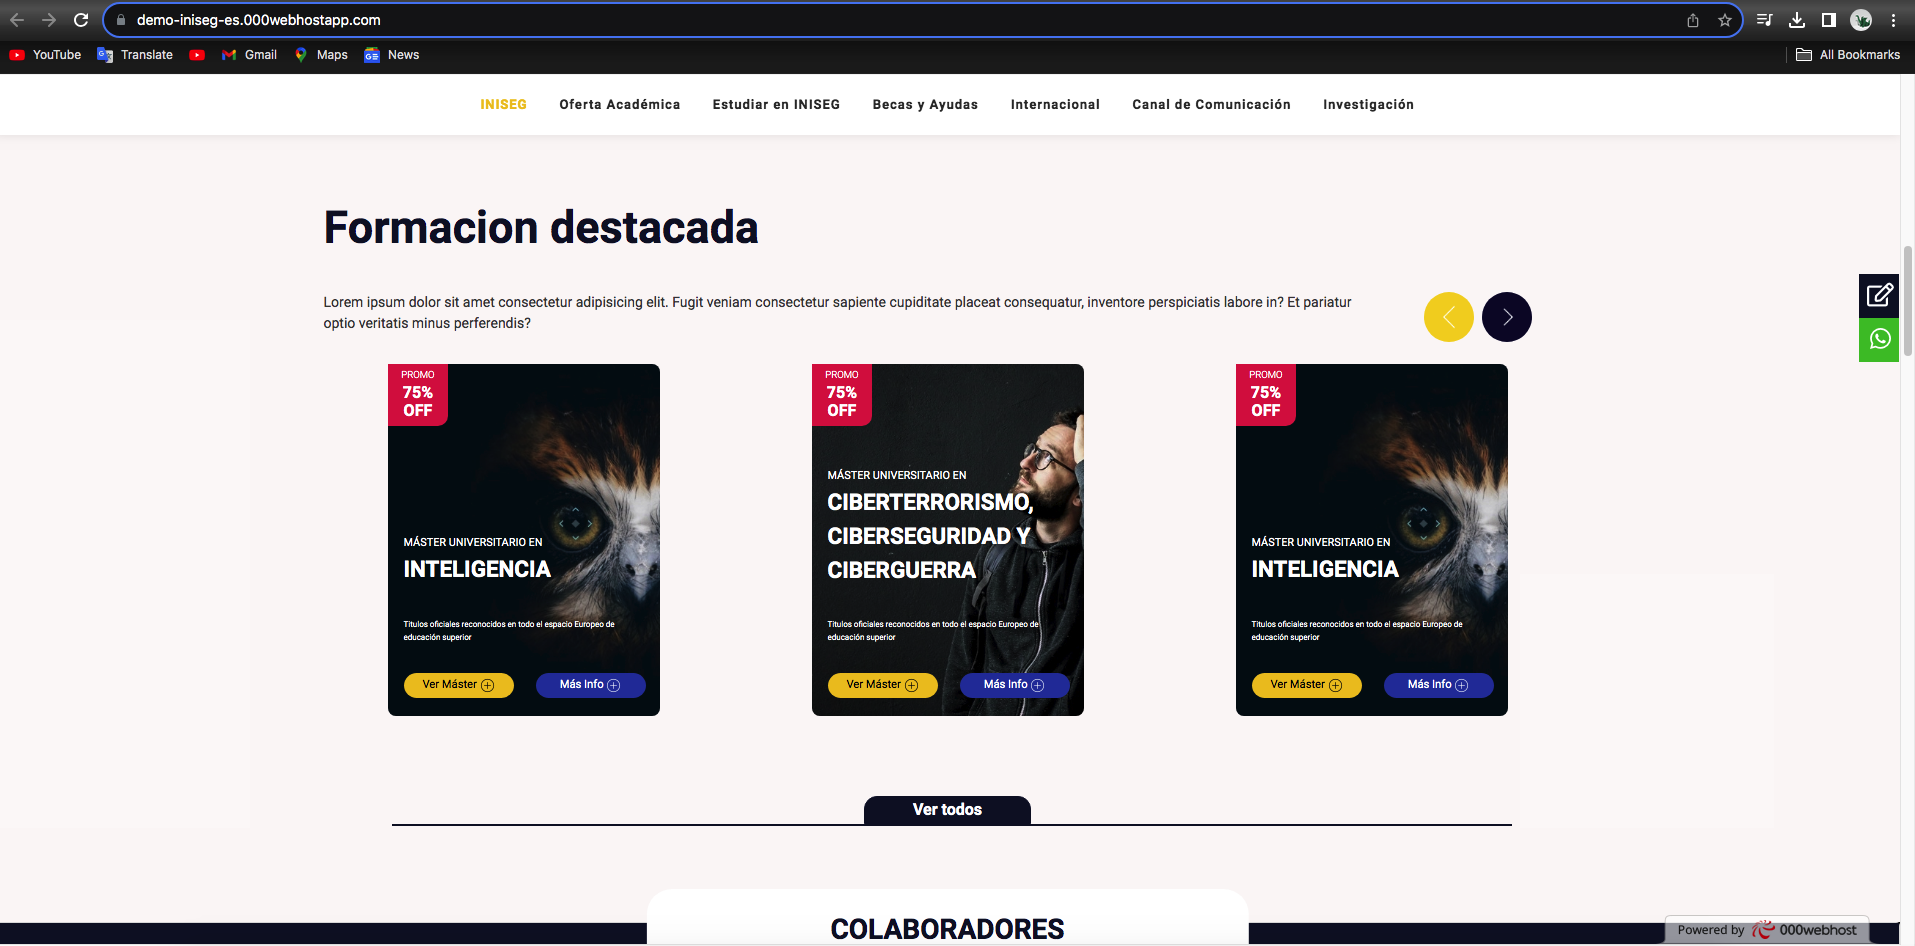 demo-iniseg-es.000webhostapp.com
YouTube Translate Gmail Maps News All Bookmarks
INISEG Oferta Académica Estudiar en INISEG Becas y Ayudas Internacional Canal de Comunicación Investigación
Formacion destacada
Lorem ipsum dolor sit amet consectetur adipisicing elit. Fugit veniam consectetur sapiente cupiditate placeat consequatur, inventore perspiciatis labore in? Et pariatur
optio veritatis minus perferendis?
PROMO
75%
OFF
MÁSTER UNIVERSITARIO EN
INTELIGENCIA
Titulos oficiales reconocidos en todo el espacio Europeo de
educación superior
Ver Máster Más Info
PROMO
75%
OFF
MÁSTER UNIVERSITARIO EN
CIBERTERRORISMO,
CIBERSEGURIDAD Y
CIBERGUERRA
Titulos oficiales reconocidos en todo el espacio Europeo de
educación superior
Ver Máster Más Info
PROMO
75%
OFF
MÁSTER UNIVERSITARIO EN
INTELIGENCIA
Titulos oficiales reconocidos en todo el espacio Europeo de
educación superior
Ver Máster Más Info
Ver todos
COLABORADORES
Powered by 000webhost